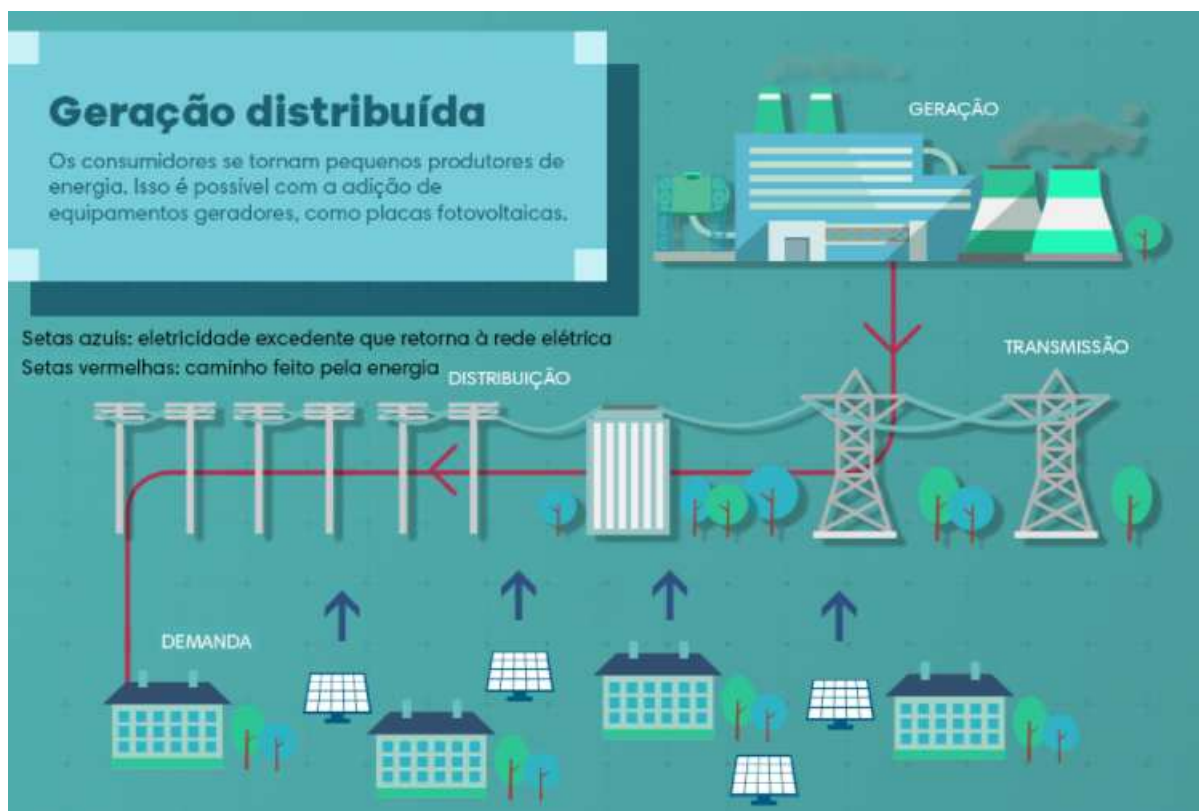 Geração distribuída
Os consumidores se tornam pequenos produtores de
energia. Isso é possível com a adição de
equipamentos geradores, como placas fotovoltaicas.
GERAÇÃO
Setas azuis: eletricidade excedente que retorna à rede elétrica
Setas vermelhas: caminho feito pela energia
TRANSMISSÃO
DISTRIBUIÇÃO
DEMANDA